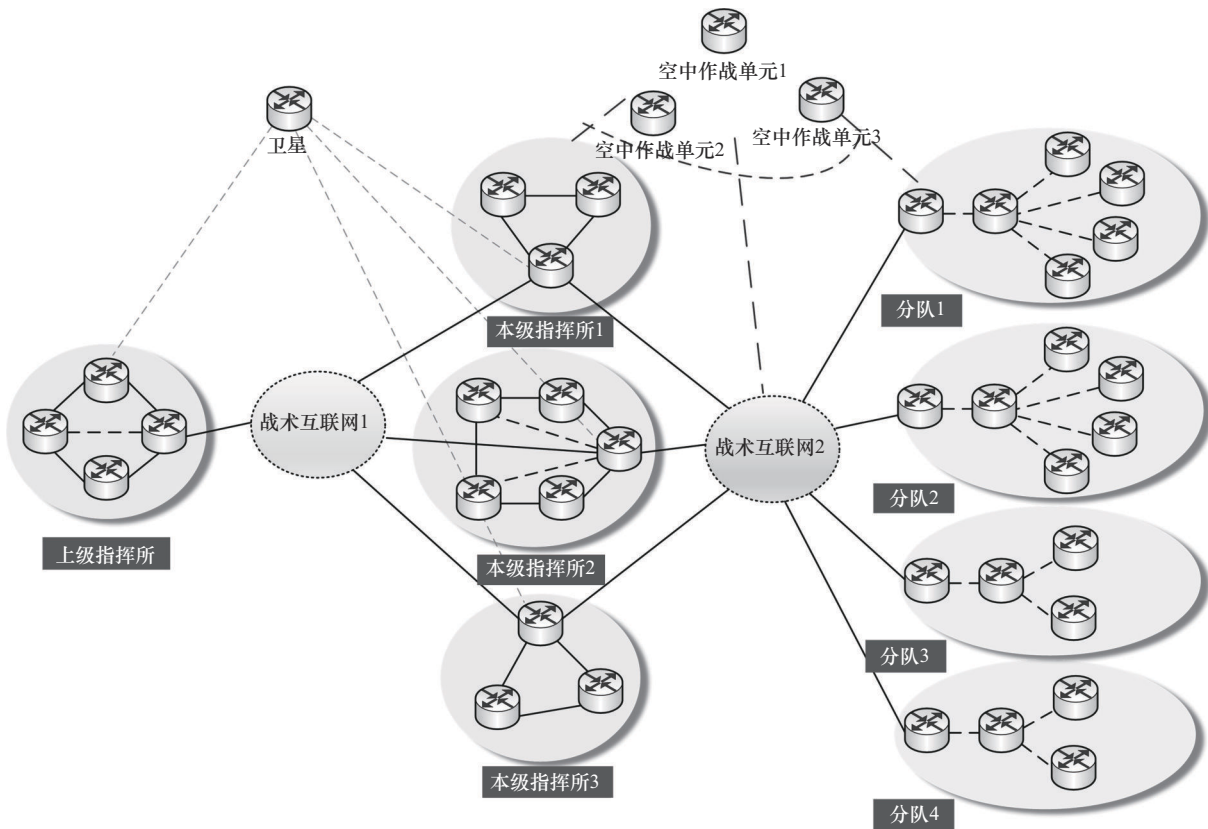 空中作战单元1
卫星
空中作战单元2
空中作战单元3
本级指挥所1
分队1
战术互联网1
战术互联网2
上级指挥所
本级指挥所2
分队2
分队3
本级指挥所3
分队4